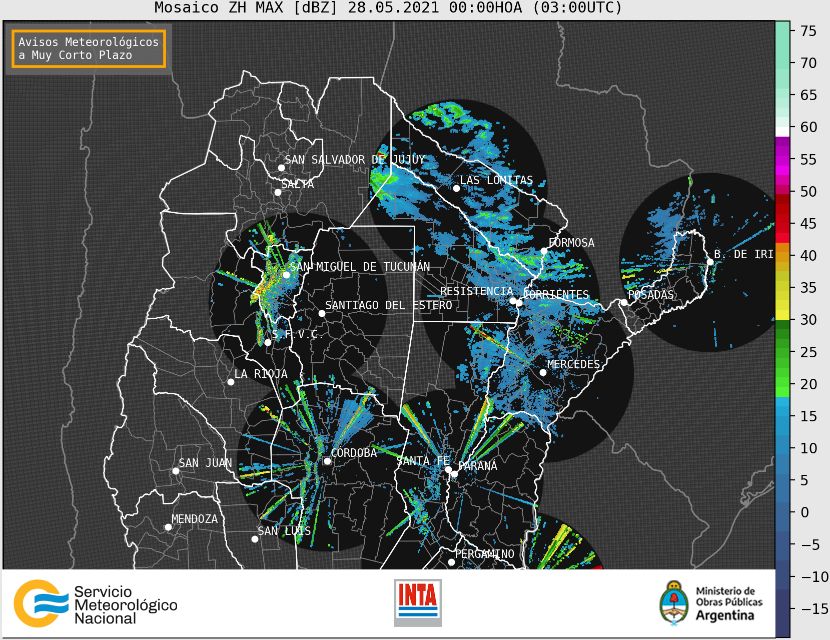 Mosaico ZH MAX [dBZ] 28.05.2021 00:00HOA (03:00UTC)
Avisos Meteorológicos
a Muy Corto Plazo
SAN SALVADOR DE JUJUY
SALTA
LAS LOMITAS
FORMOSA
B. DE IRI
SAN MIGUEL DE TUCUMÁN
RESISTENCIA
CORRIENTES
POSADAS
SANTIAGO DEL ESTERO
S.F.V.C
MERCEDES
LA RIOJA
CÓRDOBA
SANTA FE
PARANÁ
SAN JUAN
MENDOZA
SAN LUIS
PERGAMINO
75
70
65
60
55
50
45
40
35
30
25
20
15
10
5
0
−5
−10
−15
Servicio
Meteorológico
Nacional
INTA
Ministerio de
Obras Públicas
Argentina